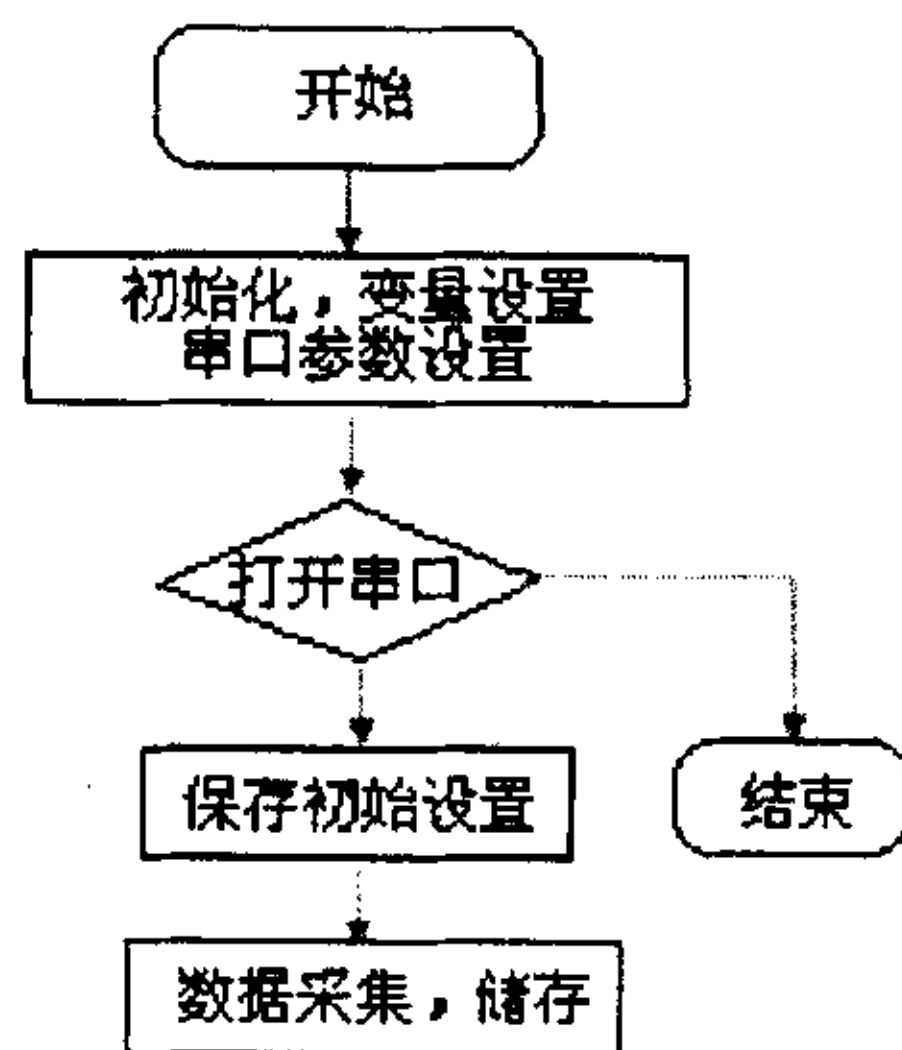 开始
初始化，变量设置
串口参数设置
打开串口
保存初始设置
结束
数据采集，储存